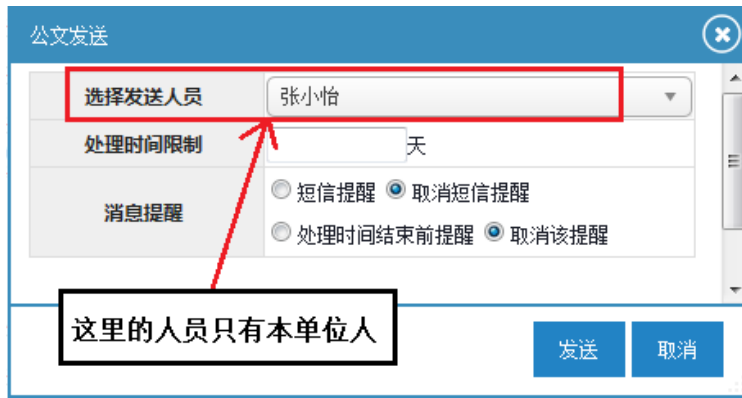 公文发送
选择发送人员 张小怡
处理时间限制 天
消息提醒 短信提醒 取消短信提醒
处理时间结束前提醒 取消该提醒
这里的人员只有本单位人
发送 取消